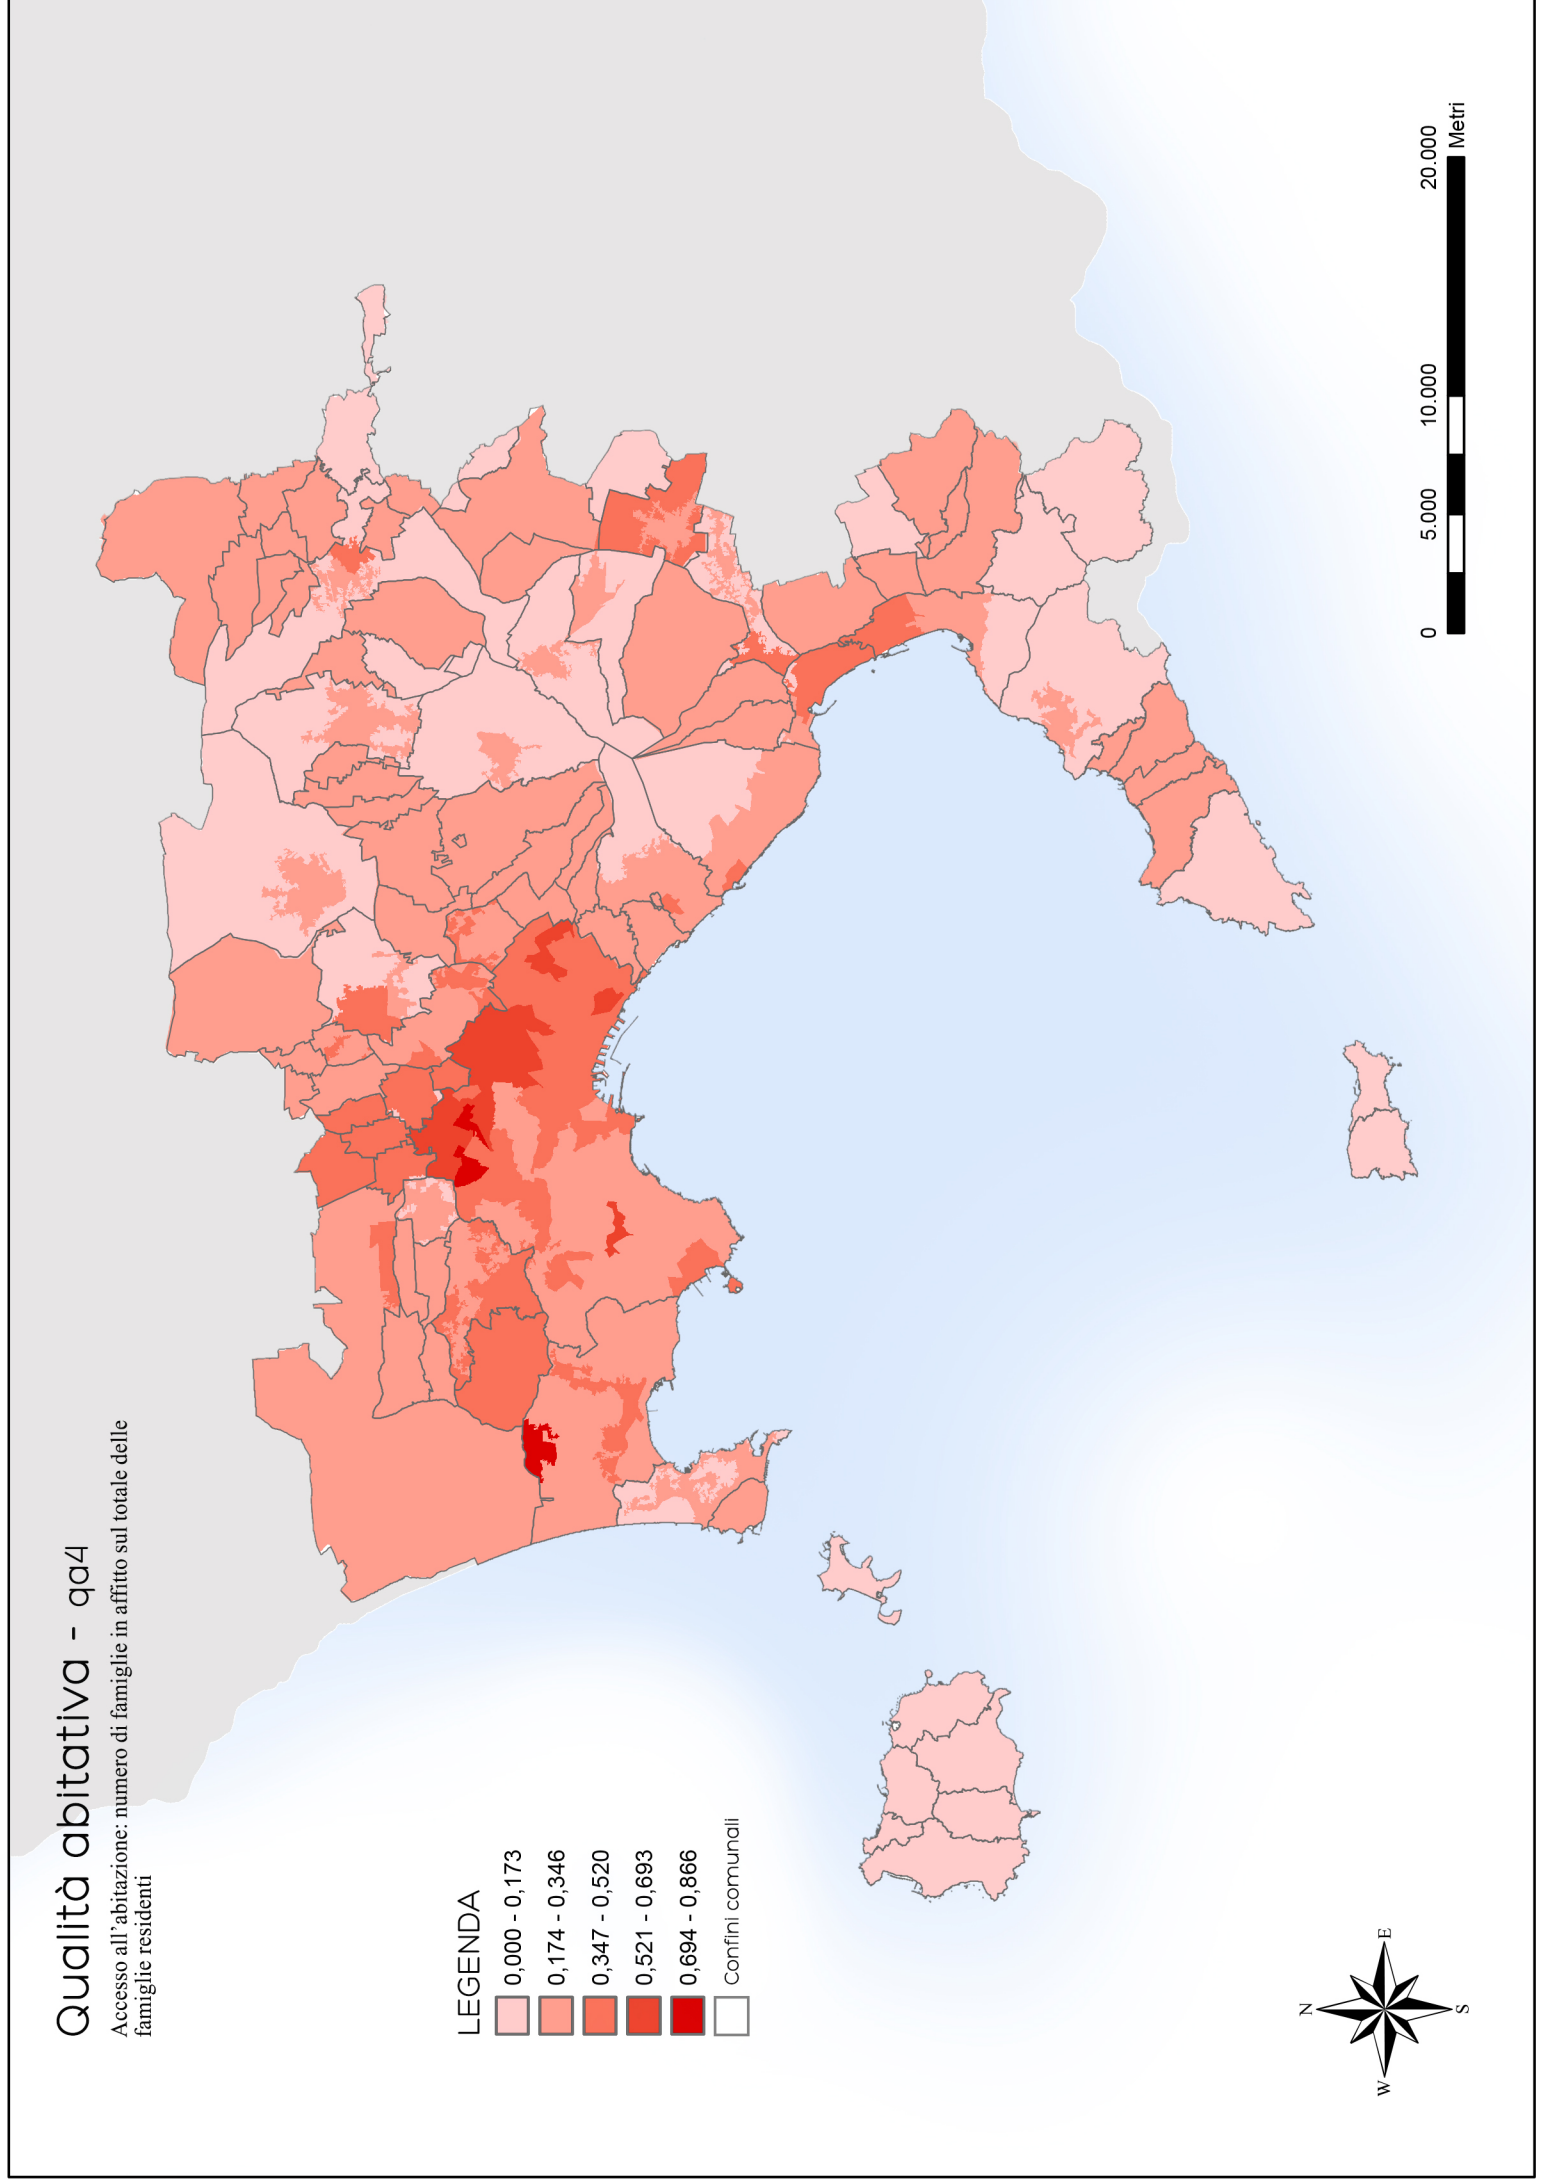 Qualità abitativa - qa4
Accesso all'abitazione: numero di famiglie in affitto sul totale delle
famiglie residenti
LEGENDA
0,000 - 0,173
0,174 - 0,346
0,347 - 0,520
0,521 - 0,693
0,694 - 0,866
Confini comunali
N
W
E
S
0
5.000
10.000
20.000
Metri